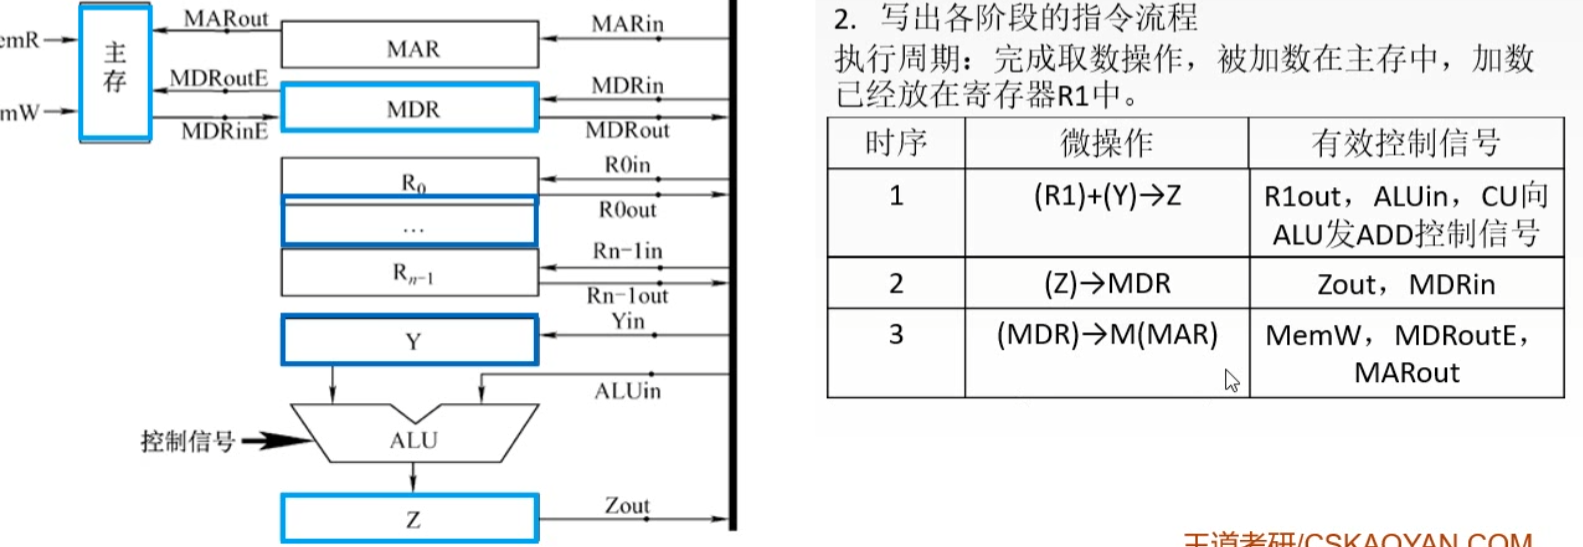 MARout
MARin
emR
主存
MAR
MDRoutE
MDRin
mW
MDR
MDRinE
MDRout
R0in
R0
R0out
...
Rn-1in
Rn-1
Rn-1out
Yin
Y
ALUin
控制信号
ALU
Zout
Z
2. 写出各阶段的指令流程
执行周期：完成取数操作，被加数在主存中，加数
已经放在寄存器R1中。
时序 微操作 有效控制信号
1 (R1)+(Y)→Z R1out，ALUin，CU向
ALU发ADD控制信号
2 (Z)→MDR Zout，MDRin
3 (MDR)→M(MAR) MemW，MDRoutE，
MARout
王道考研/CSKAOYAN.COM